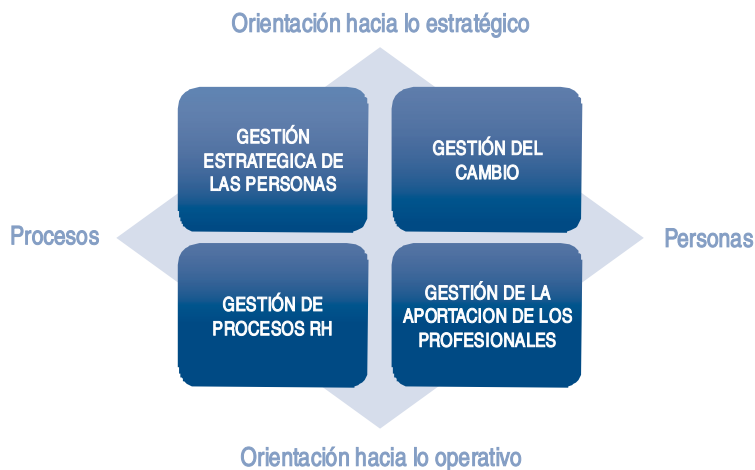 Orientación hacia lo estratégico
GESTIÓN
ESTRATEGICA DE
LAS PERSONAS
GESTIÓN DEL
CAMBIO
Procesos
Personas
GESTIÓN DE
PROCESOS RH
GESTIÓN DE LA
APORTACION DE LOS
PROFESIONALES
Orientación hacia lo operativo